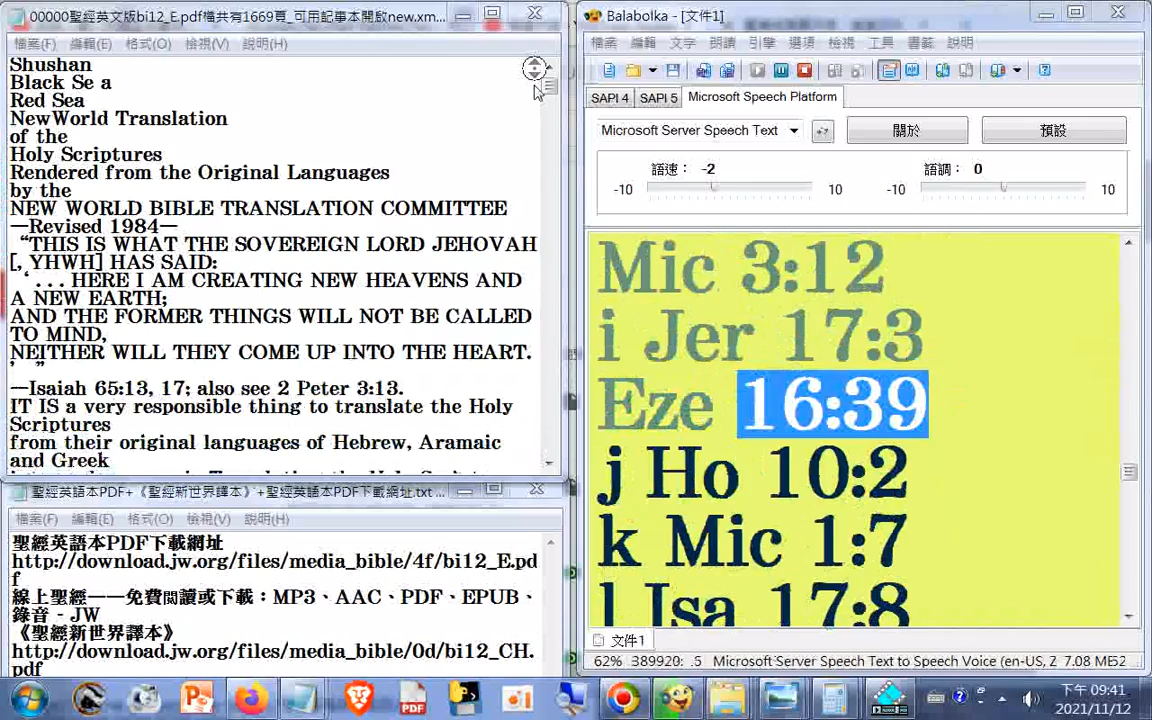 00000聖經英文版bi12_E.pdf檔共有1669頁_可用記事本開啟new.xm...
檔案(F) 編輯(E) 格式(O) 檢視(V) 說明(H)
Shushan
Black Se a
Red Sea
NewWorld Translation
of the
Holy Scriptures
Rendered from the Original Languages
by the
NEW WORLD BIBLE TRANSLATION COMMITTEE
—Revised 1984—
“THIS IS WHAT THE SOVEREIGN LORD JEHOVAH
[, YHWH] HAS SAID:
‘ . . . HERE I AM CREATING NEW HEAVENS AND
A NEW EARTH;
AND THE FORMER THINGS WILL NOT BE CALLED
TO MIND,
NEITHER WILL THEY COME UP INTO THE HEART.
’ ”
—Isaiah 65:13, 17; also see 2 Peter 3:13.
IT IS a very responsible thing to translate the Holy
Scriptures
from their original languages of Hebrew, Aramaic
and Greek
聖經英語本PDF+《聖經新世界譯本》+聖經英語本PDF下載網址.txt ...
檔案(F) 編輯(E) 格式(O) 檢視(V) 說明(H)
聖經英語本PDF下載網址
http://download.jw.org/files/media_bible/4f/bi12_E.pd
f
線上聖經——免費閱讀或下載：MP3、AAC、PDF、EPUB、
錄音 - JW
《聖經新世界譯本》
http://download.jw.org/files/media_bible/0d/bi12_CH.
pdf
Balabolka - [文件1]
檔案 編輯 文字 朗讀 引擎 選項 檢視 工具 書籤 說明
SAPI 4 SAPI 5 Microsoft Speech Platform
Microsoft Server Speech Text 關於 預設
語速： -2 語調： 0
-10 10 -10 10
Mic 3:12
i Jer 17:3
Eze 16:39
j Ho 10:2
k Mic 1:7
l Isa 17:8
文件1
62% 389920: .5 Microsoft Server Speech Text to Speech Voice (en-US, Z 7.08 ME52
下午 09:41
2021/11/12